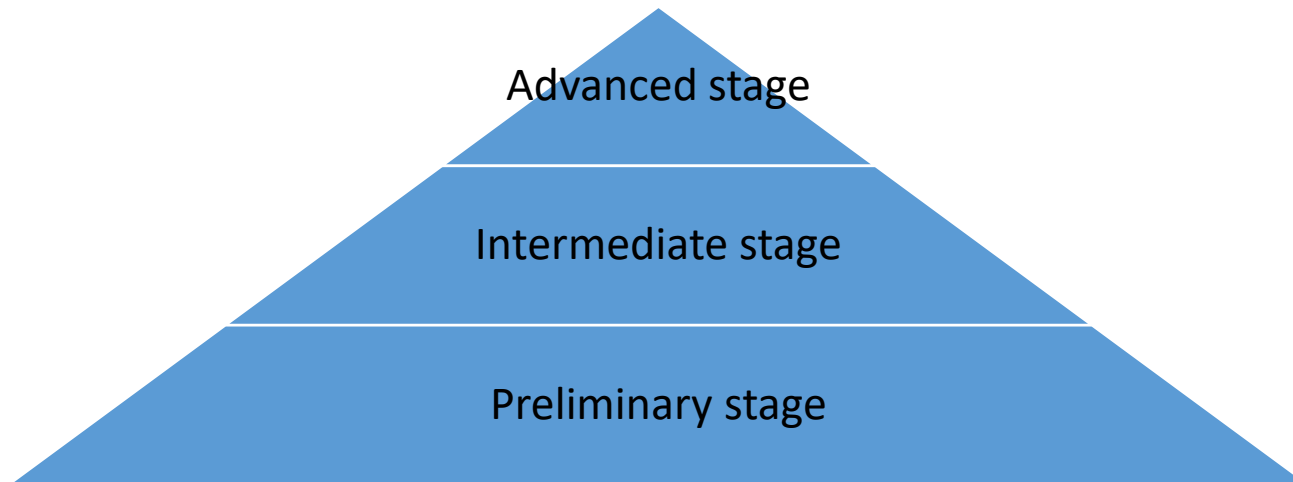 Advanced stage
Intermediate stage
Preliminary stage